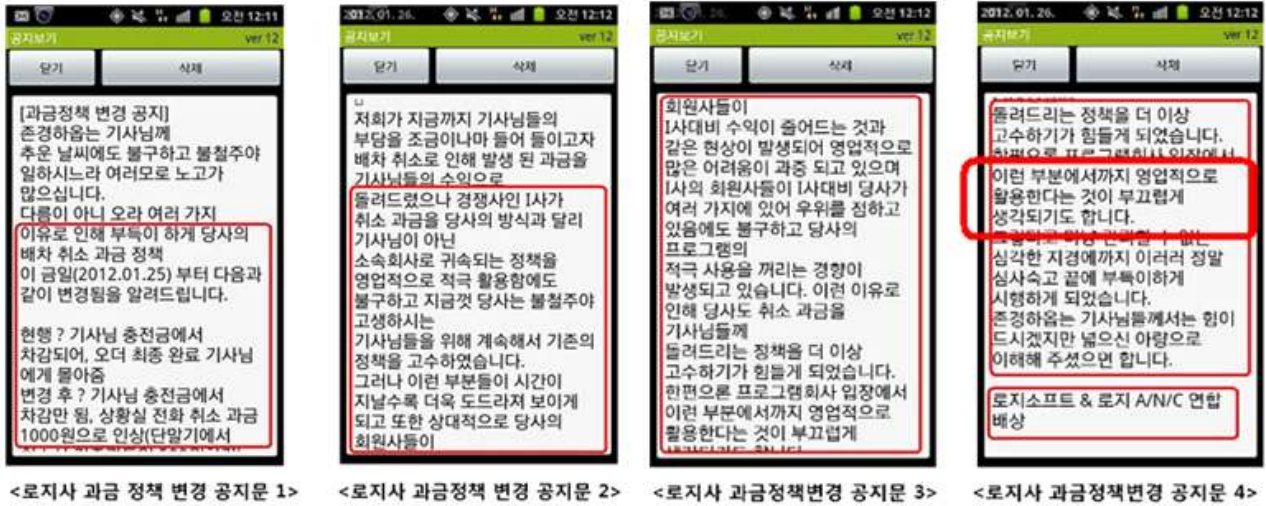 오전 12:11
공지보기 ver 12
닫기 삭제
[과금정책 변경 공지]
존경하옵는 기사님께
추운 날씨에도 불구하고 불철주야
일하시느라 여러모로 노고가
많으십니다.
다름이 아니 오라 여러 가지
이유로 인해 부득이 하게 당사의
배차 취소 과금 정책
이 금일(2012.01.25) 부터 다음과
같이 변경됨을 알려드립니다.
현행 ? 기사님 충전금에서
차감되어, 오더 최종 완료 기사님
에게 몰아줌
변경 후 ? 기사님 충전금에서
차감만 됨, 상황실 전화 취소 과금
1000원으로 인상(단말기에서
<로지사 과금 정책 변경 공지문 1>
2012.01.26. 오전 12:12
공지보기 ver 12
닫기 삭제
저희가 지금까지 기사님들의
부담을 조금이나마 들어 들이고자
배차 취소로 인해 발생 된 과금을
기사님들의 수익으로
돌려드렸으나 경쟁사인 I사가
취소 과금을 당사의 방식과 달리
기사님이 아닌
소속회사로 귀속되는 정책을
영업적으로 적극 활용함에도
불구하고 지금껏 당사는 불철주야
고생하시는
기사님들을 위해 계속해서 기존의
정책을 고수하였습니다.
그러나 이런 부분들이 시간이
지날수록 더욱 도드라져 보이게
되고 또한 상대적으로 당사의
회원사들이
<로지사 과금정책 변경 공지문 2>
오전 12:12
공지보기 ver 12
닫기 삭제
회원사들이
I사대비 수익이 줄어드는 것과
같은 현상이 발생되어 영업적으로
많은 어려움이 과중 되고 있으며
I사의 회원사들이 I사대비 당사가
여러 가지에 있어 우위를 점하고
있음에도 불구하고 당사의
프로그램의
적극 사용을 꺼리는 경향이
발생되고 있습니다. 이런 이유로
인해 당사도 취소 과금을
기사님들께
돌려드리는 정책을 더 이상
고수하기가 힘들게 되었습니다.
한편으론 프로그램회사 입장에서
이런 부분에서까지 영업적으로
활용한다는 것이 부끄럽게
<로지사 과금정책변경 공지문 3>
2012.01.26. 오전 12:12
공지보기 ver 12
닫기 삭제
돌려드리는 정책을 더 이상
고수하기가 힘들게 되었습니다.
한편으론 프로그램회사 입장에서
이런 부분에서까지 영업적으로
활용한다는 것이 부끄럽게
생각되기도 합니다.
심각한 지경에까지 이러러 정말
심사숙고 끝에 부득이하게
시행하게 되었습니다.
존경하옵는 기사님들께서는 힘이
드시겠지만 넓으신 아량으로
이해해 주셨으면 합니다.
로지소프트 & 로지 A/N/C 연합
배상
<로지사 과금정책변경 공지문 4>